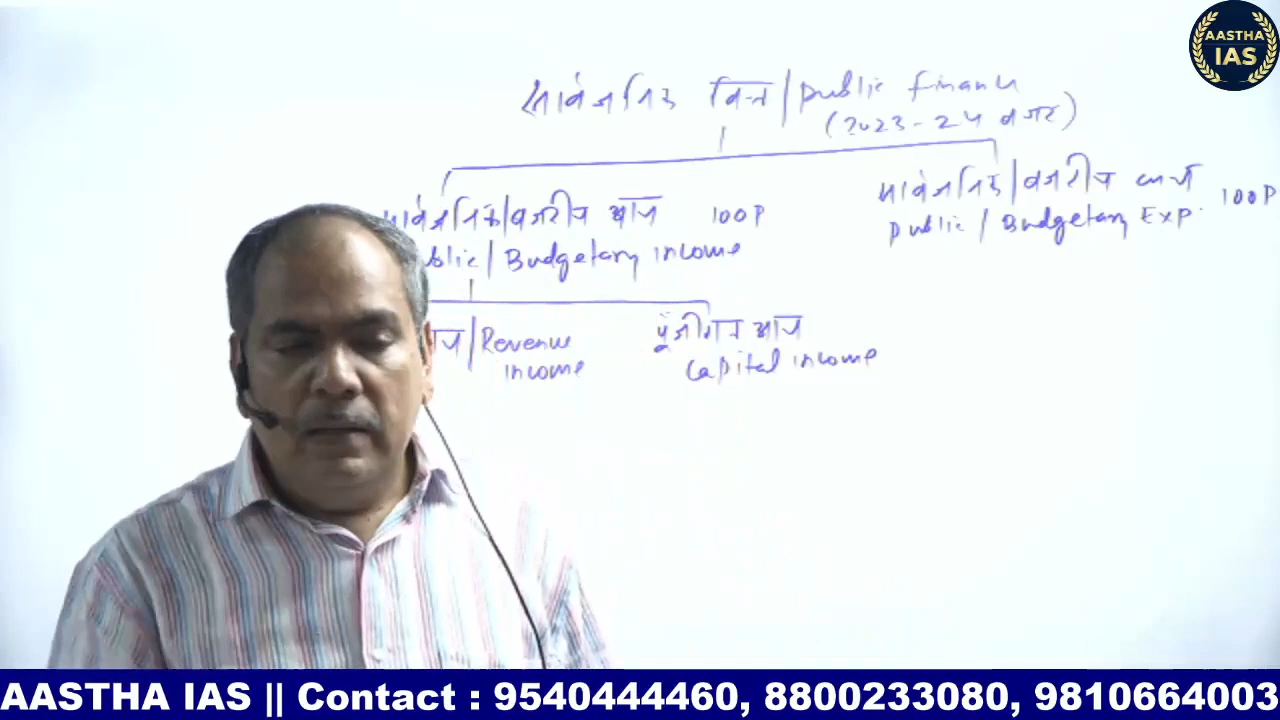 AASTHA
IAS
सार्वजनिक वित्त / public finance
(2023-24 बजट)
सार्वजनिक / बजटीय आय 100P
/ Budgetary income
सार्वजनिक / बजटीय व्यय 100P
public / Budgetary Exp.
/ Revenue
income
पूंजीगत आय
capital income
AASTHA IAS || Contact : 9540444460, 8800233080, 9810664003